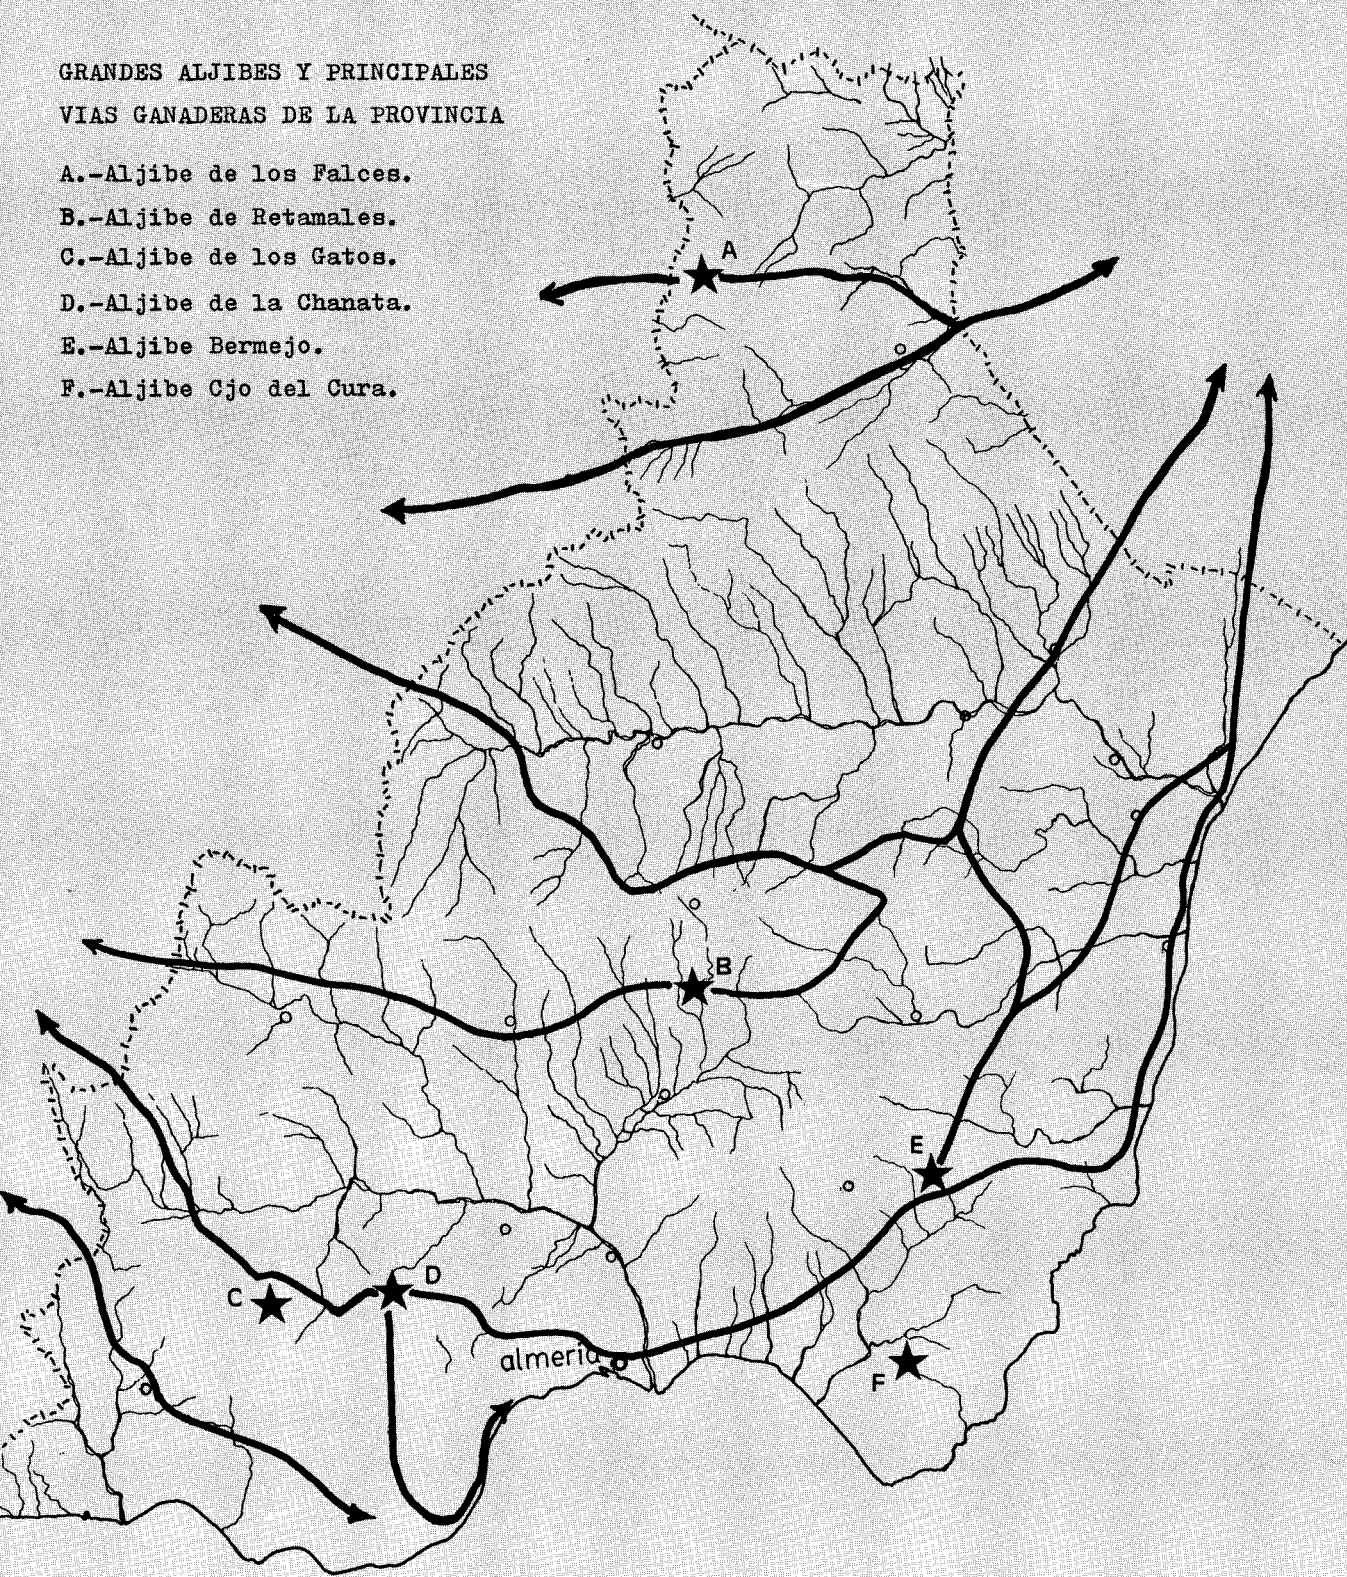 GRANDES ALJIBES Y PRINCIPALES
VIAS GANADERAS DE LA PROVINCIA
A.-Aljibe de los Falces.
B.-Aljibe de Retamales.
C.-Aljibe de los Gatos.
D.-Aljibe de la Chanata.
E.-Aljibe Bermejo.
F.-Aljibe Cjo del Cura.
A
B
E
D
C
almería
F